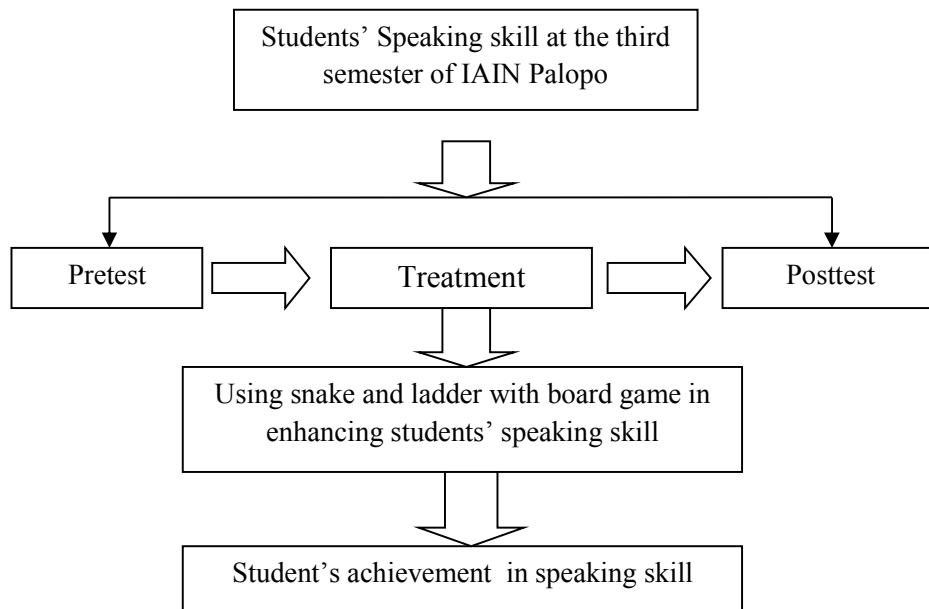 Students’ Speaking skill at the third
semester of IAIN Palopo
Pretest
Treatment
Posttest
Using snake and ladder with board game in
enhancing students’ speaking skill
Student’s achievement in speaking skill